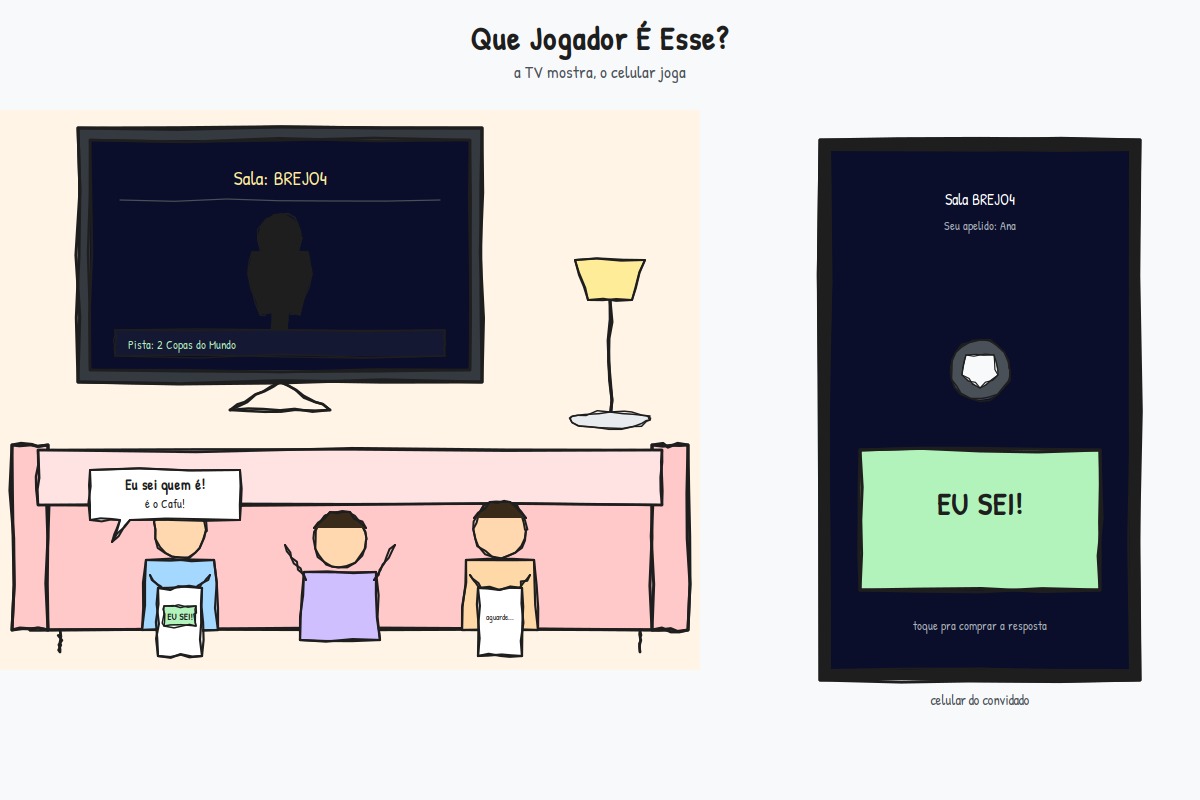 Que Jogador É Esse?
a TV mostra, o celular joga
Sala: BREJO4
Pista: 2 Copas do Mundo
Eu sei quem é!
é o Cafu!
EU SEI!
aguarde...
Sala BREJO4
Seu apelido: Ana
EU SEI!
toque pra comprar a resposta
celular do convidado